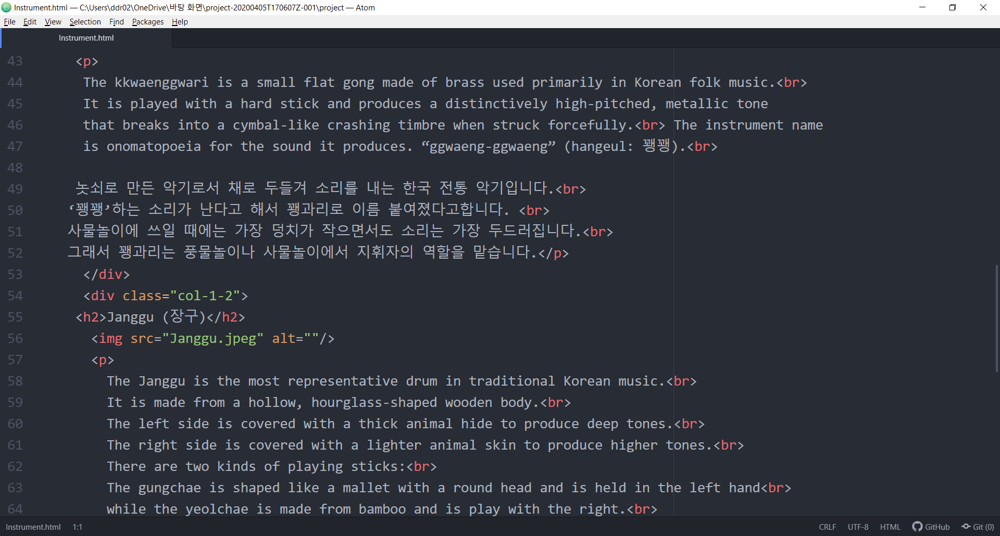 Instrument.html — C:\Users\ddr02\OneDrive\바탕 화면\project-20200405T170607Z-001\project — Atom
File Edit View Selection Find Packages Help
Instrument.html
43 <p>
44 The kkwaenggwari is a small flat gong made of brass used primarily in Korean folk music.<br>
45 It is played with a hard stick and produces a distinctively high-pitched, metallic tone
46 that breaks into a cymbal-like crashing timbre when struck forcefully.<br> The instrument name
47 is onomatopoeia for the sound it produces. “ggwaeng-ggwaeng” (hangeul: 꽹꽹).<br>
48
49 놋쇠로 만든 악기로서 채로 두들겨 소리를 내는 한국 전통 악기입니다.<br>
50 ‘꽹꽹’하는 소리가 난다고 해서 꽹과리로 이름 붙여졌다고합니다. <br>
51 사물놀이에 쓰일 때에는 가장 덩치가 작으면서도 소리는 가장 두드러집니다.<br>
52 그래서 꽹과리는 풍물놀이나 사물놀이에서 지휘자의 역할을 맡습니다.</p>
53 </div>
54 <div class="col-1-2">
55 <h2>Janggu (장구)</h2>
56 <img src="Janggu.jpeg" alt=""/>
57 <p>
58 The Janggu is the most representative drum in traditional Korean music.<br>
59 It is made from a hollow, hourglass-shaped wooden body.<br>
60 The left side is covered with a thick animal hide to produce deep tones.<br>
61 The right side is covered with a lighter animal skin to produce higher tones.<br>
62 There are two kinds of playing sticks:<br>
63 The gungchae is shaped like a mallet with a round head and is held in the left hand<br>
64 while the yeolchae is made from bamboo and is play with the right.<br>
Instrument.html 1:1 CRLF UTF-8 HTML GitHub Git (0)